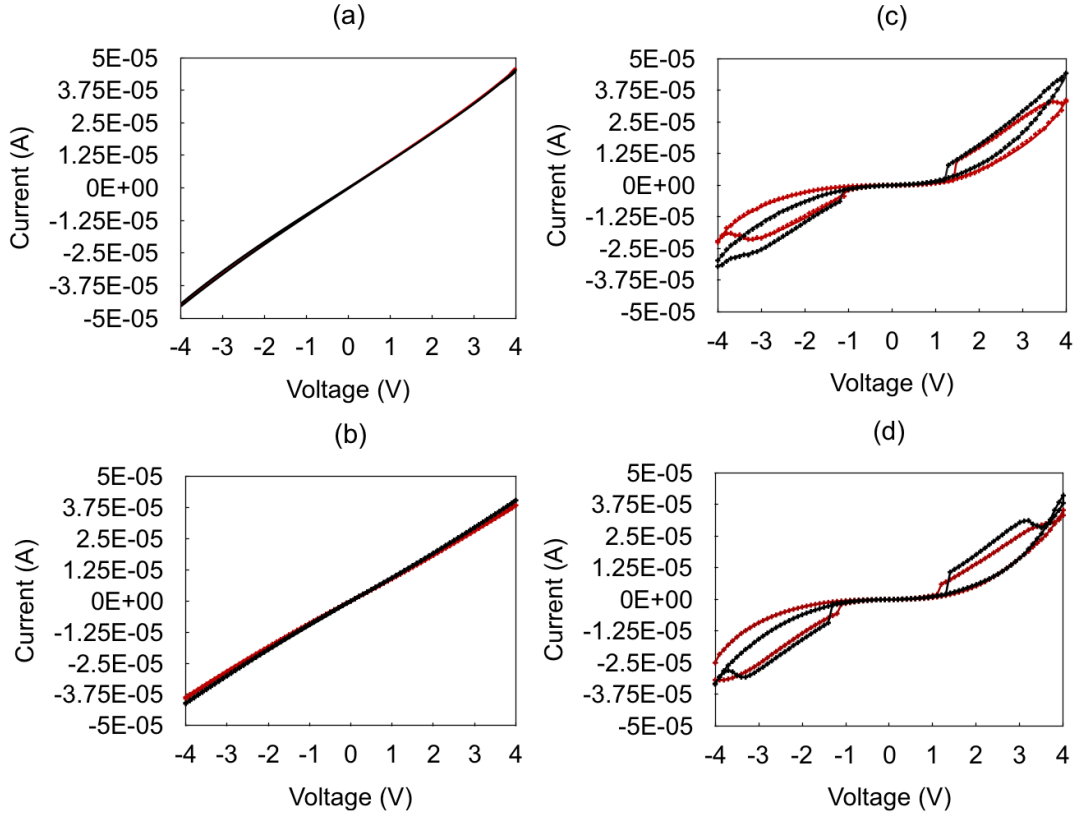 (a)
5E-05
3.75E-05
2.5E-05
1.25E-05
0E+00
-1.25E-05
-2.5E-05
-3.75E-05
-5E-05
Current (A)
-4 -3 -2 -1 0 1 2 3 4
Voltage (V)
(c)
5E-05
3.75E-05
2.5E-05
1.25E-05
0E+00
-1.25E-05
-2.5E-05
-3.75E-05
-5E-05
Current (A)
-4 -3 -2 -1 0 1 2 3 4
Voltage (V)
(b)
5E-05
3.75E-05
2.5E-05
1.25E-05
0E+00
-1.25E-05
-2.5E-05
-3.75E-05
-5E-05
Current (A)
-4 -3 -2 -1 0 1 2 3 4
Voltage (V)
(d)
5E-05
3.75E-05
2.5E-05
1.25E-05
0E+00
-1.25E-05
-2.5E-05
-3.75E-05
-5E-05
Current (A)
-4 -3 -2 -1 0 1 2 3 4
Voltage (V)